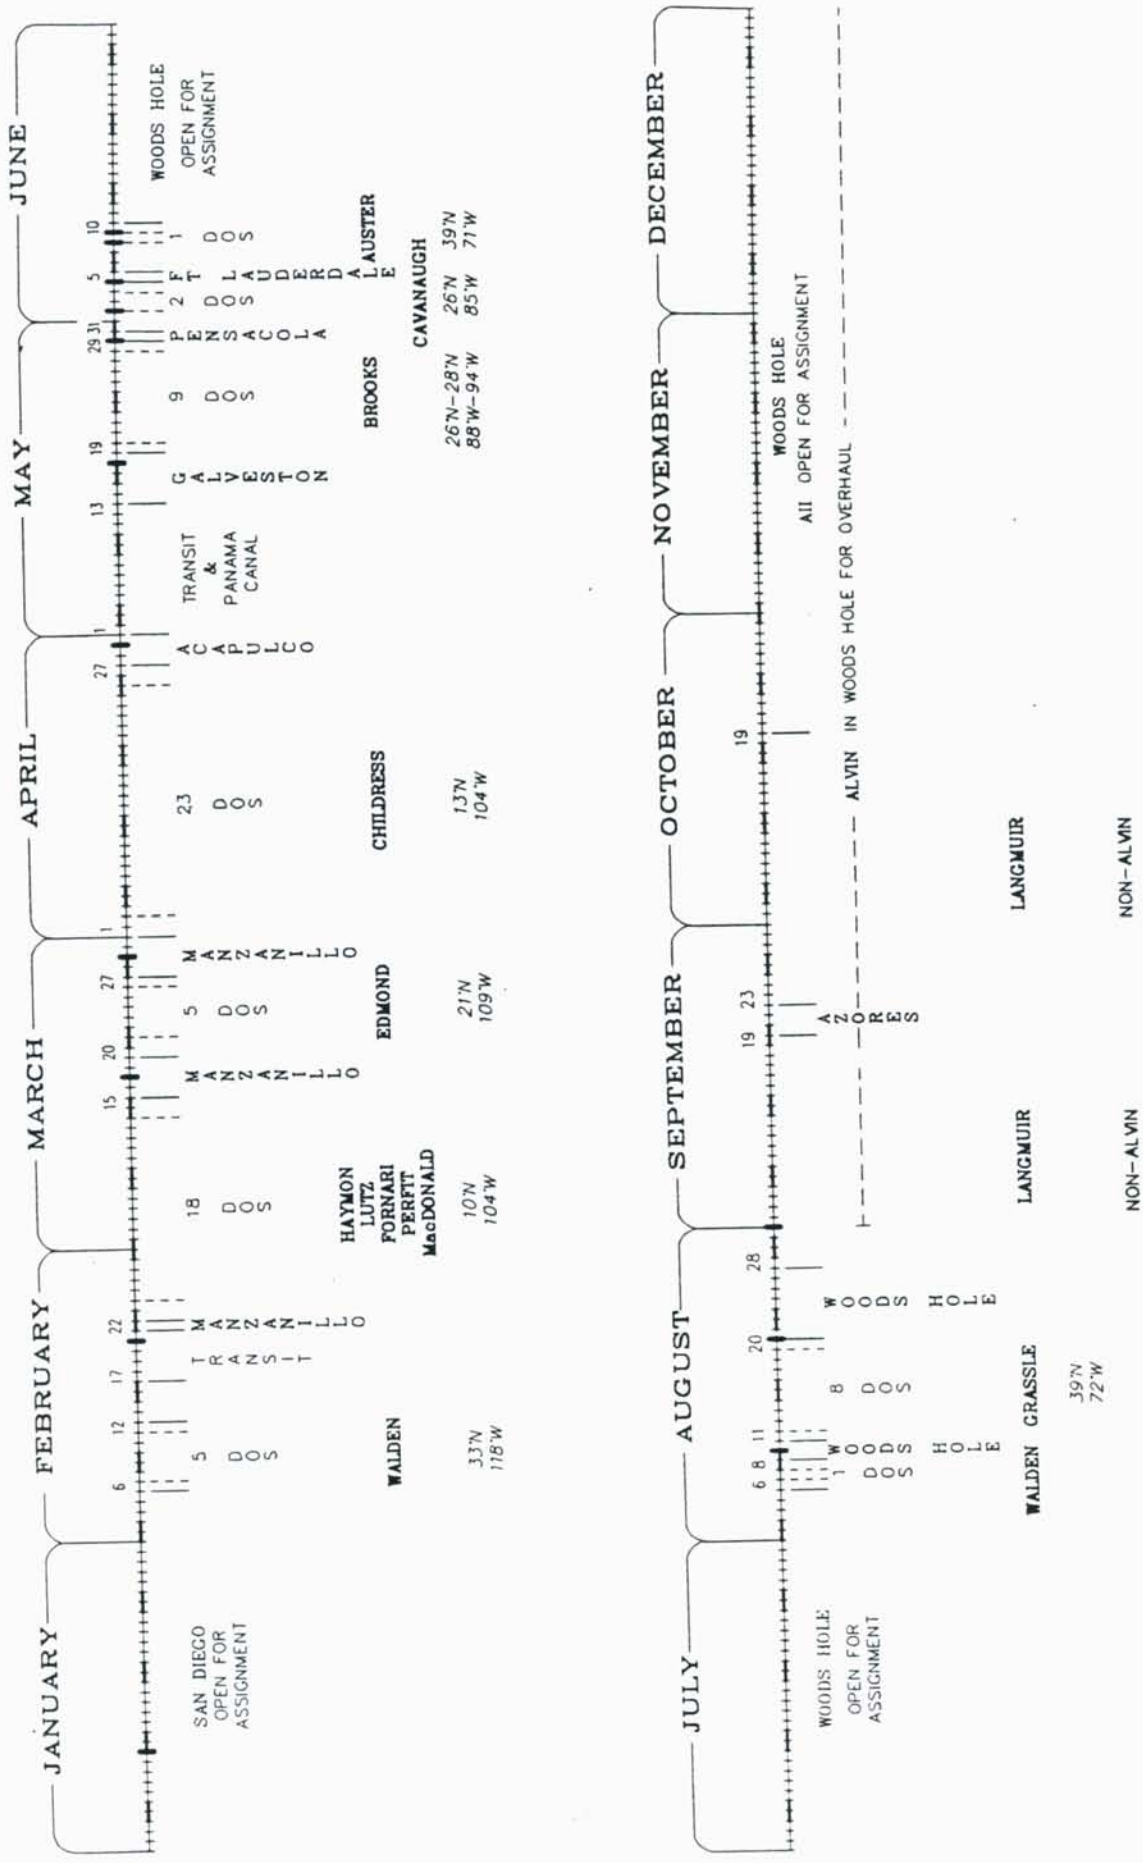 JANUARY
FEBRUARY
MARCH
APRIL
MAY
JUNE
6
12
17
22
15
20
27
1
27
1
13
19
29
31
5
10
SAN DIEGO
OPEN FOR
ASSIGNMENT
5
DOS
WALDEN
33°N
118°W
TRANSIT
MANZANILLO
18
DOS
HAYMON
LUTZ
FORNARI
PERFIT
MacDONALD
10°N
104°W
MANZANILLO
5
DOS
EDMOND
21°N
109°W
MANZANILLO
23
DOS
CHILDRESS
13°N
104°W
ACAPULCO
TRANSIT
&
PANAMA
CANAL
GALVESTON
9
DOS
BROOKS
26°N-28°N
88°W-94°W
PENSACOLA
2
DOS
CAVANAUGH
26°N
85°W
FT LAUDERDALE
1
DOS
AUSTER
39°N
71°W
WOODS HOLE
OPEN FOR
ASSIGNMENT
JULY
AUGUST
SEPTEMBER
OCTOBER
NOVEMBER
DECEMBER
6
8
11
20
28
19
23
19
WOODS HOLE
OPEN FOR
ASSIGNMENT
1
DOS
WALDEN
WOODS HOLE
8
DOS
GRASSLE
39°N
72°W
WOODS HOLE
LANGMUIR
NON-ALVIN
AZORES
LANGMUIR
NON-ALVIN
ALVIN IN WOODS HOLE FOR OVERHAUL
WOODS HOLE
All OPEN FOR ASSIGNMENT